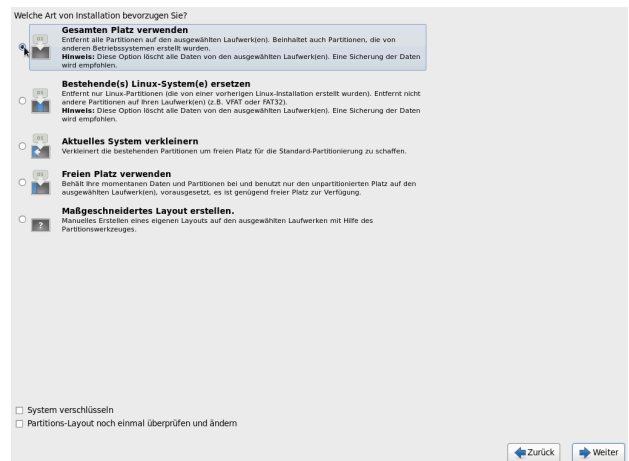 Welche Art von Installation bevorzugen Sie?
Gesamten Platz verwenden
Entfernt alle Partitionen auf den ausgewählten Laufwerk(en). Beinhaltet auch Partitionen, die von
anderen Betriebssystemen erstellt wurden.
Hinweis: Diese Option löscht alle Daten von den ausgewählten Laufwerk(en). Eine Sicherung der Daten
wird empfohlen.
Bestehende(s) Linux-System(e) ersetzen
Entfernt nur Linux-Partitionen (die von einer vorherigen Linux-Installation erstellt wurden). Entfernt nicht
andere Partitionen auf Ihren Laufwerk(en) (z.B. VFAT oder FAT32).
Hinweis: Diese Option löscht alle Daten von den ausgewählten Laufwerk(en). Eine Sicherung der Daten
wird empfohlen.
Aktuelles System verkleinern
Verkleinert die bestehenden Partitionen um freien Platz für die Standard-Partitionierung zu schaffen.
Freien Platz verwenden
Behält Ihre momentanen Daten und Partitionen bei und benutzt nur den unpartitionierten Platz auf den
ausgewählten Laufwerk(en), vorausgesetzt, es ist genügend freier Platz zur Verfügung.
Maßgeschneidertes Layout erstellen.
Manuelles Erstellen eines eigenen Layouts auf den ausgewählten Laufwerken mit Hilfe des
Partitionswerkzeuges.
System verschlüsseln
Partitions-Layout noch einmal überprüfen und ändern
Zurück
Weiter